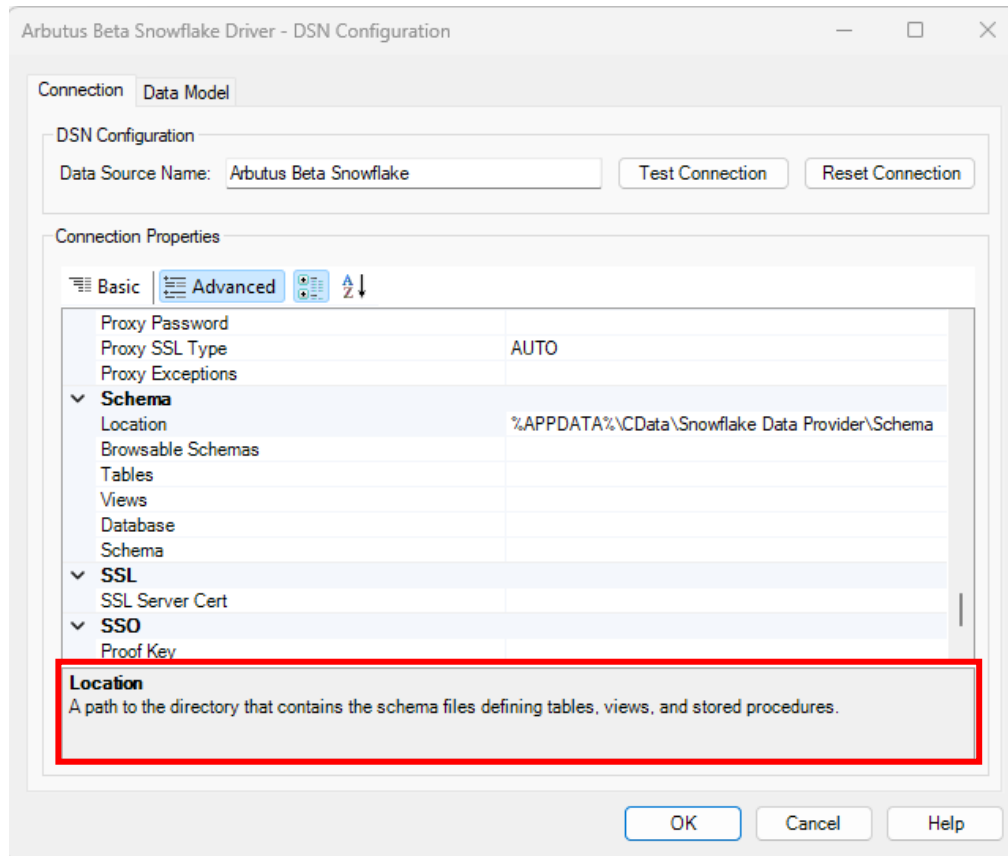 Arbutus Beta Snowflake Driver - DSN Configuration
Connection Data Model
DSN Configuration
Data Source Name: Arbutus Beta Snowflake Test Connection Reset Connection
Connection Properties
Basic Advanced
Proxy Password
Proxy SSL Type AUTO
Proxy Exceptions
Schema
Location %APPDATA%\CData\Snowflake Data Provider\Schema
Browsable Schemas
Tables
Views
Database
Schema
SSL
SSL Server Cert
SSO
Proof Key
Location
A path to the directory that contains the schema files defining tables, views, and stored procedures.
OK Cancel Help